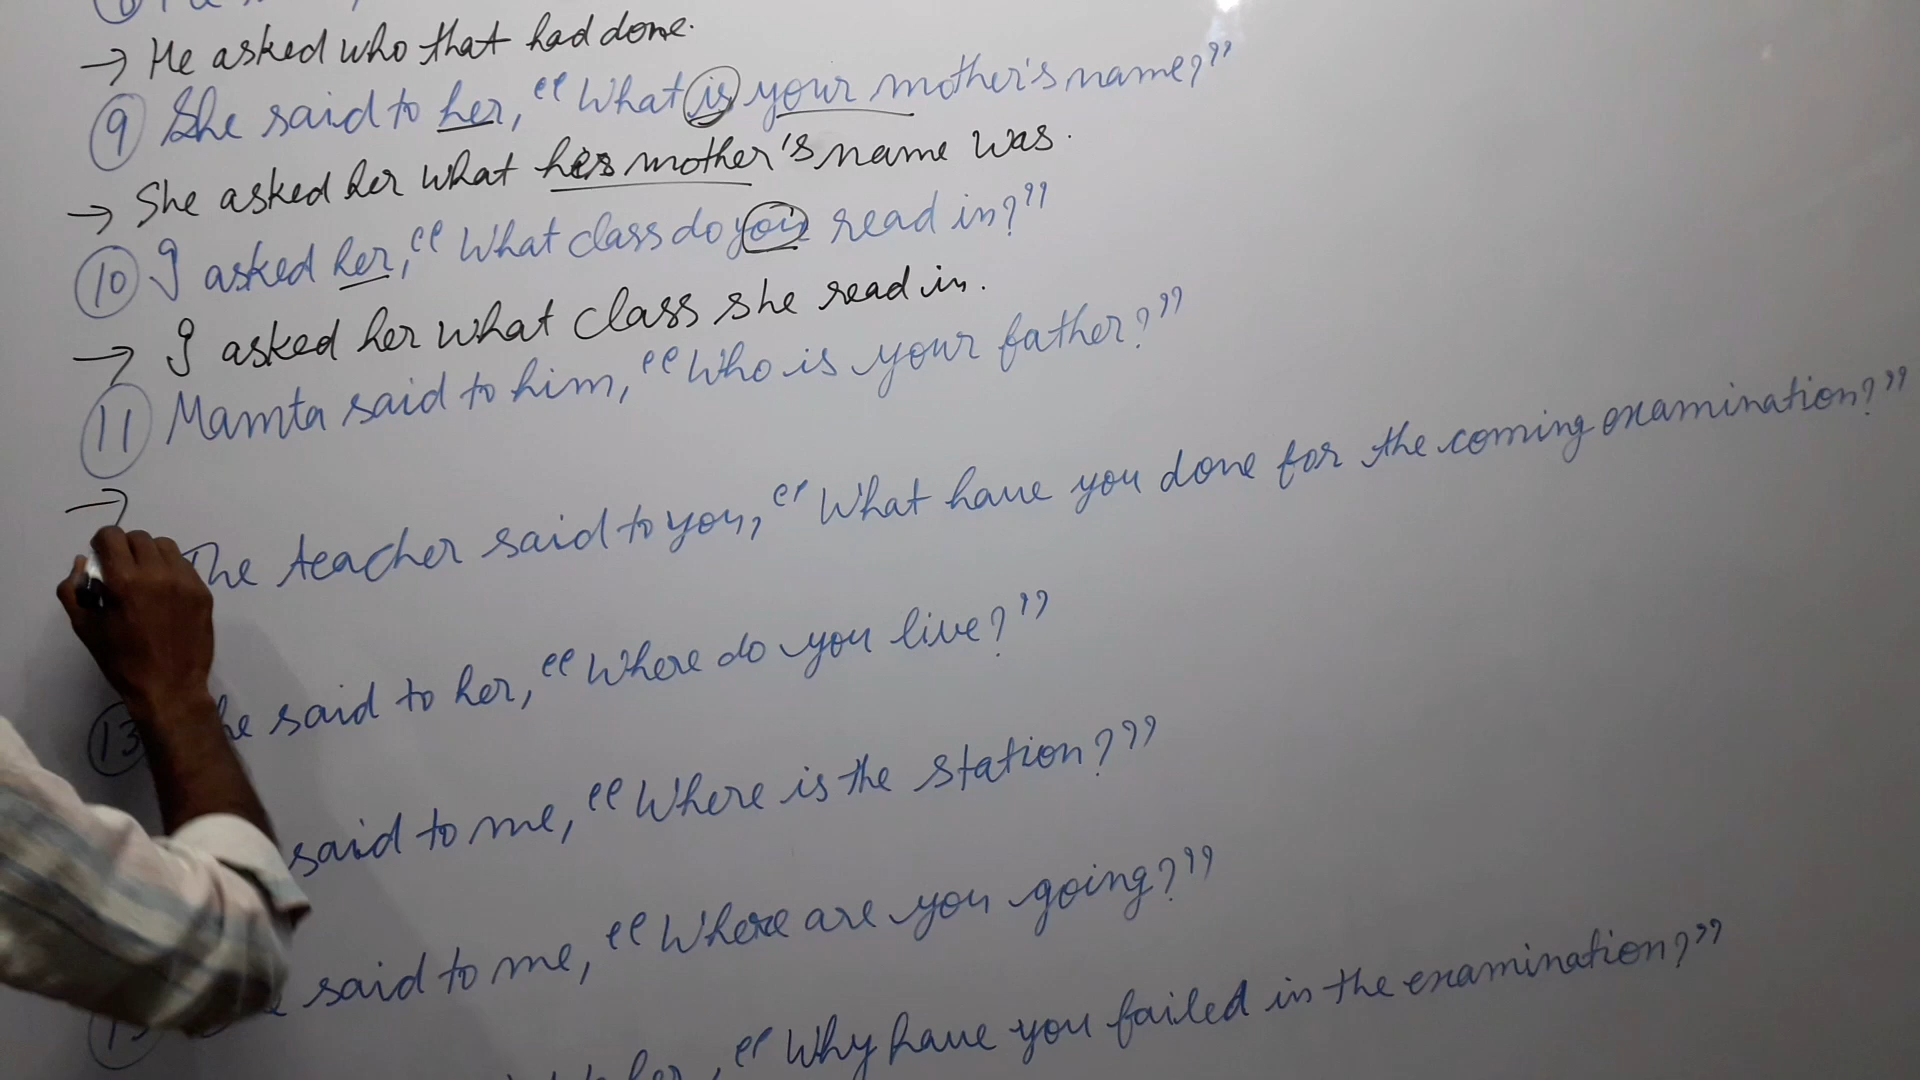 → He asked who that had done.
9 She said to her, "What is your mother's name?"
→ She asked her what her mother's name was.
10 I asked her, "What class do you read in?"
→ I asked her what class she read in.
11 Mamta said to him, "Who is your father?"
→
The teacher said to you, "What have you done for the coming examination?"
13 he said to her, "Where do you live?"
said to me, "Where is the station?"
15 said to me, "Where are you going?"
her, "Why have you failed in the examination?"